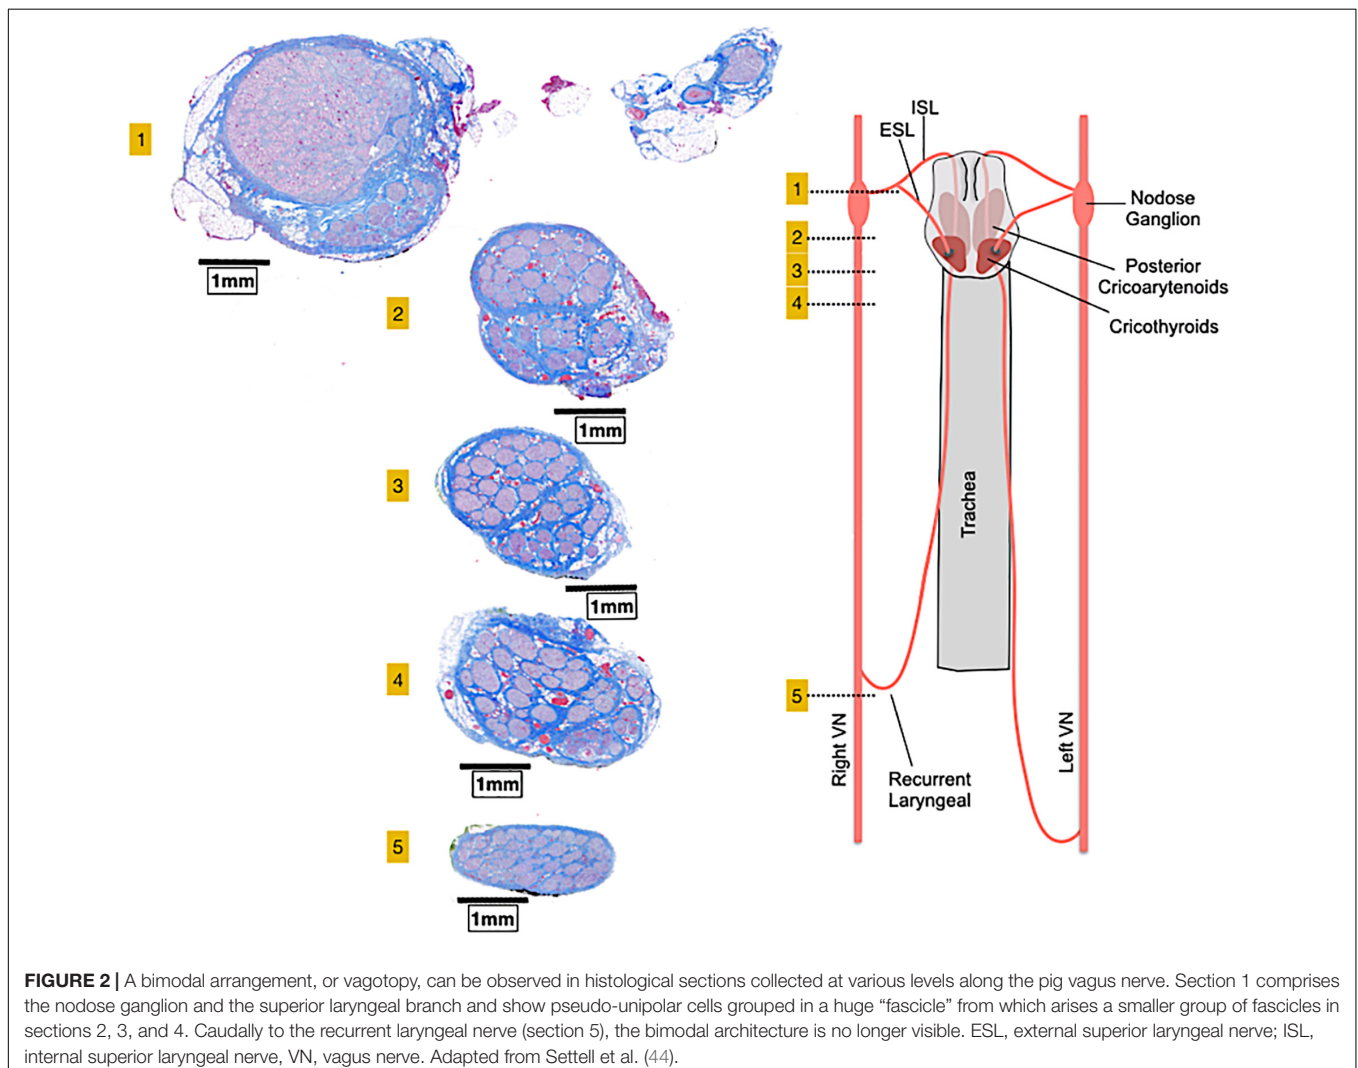 1
1mm
2
1mm
3
1mm
4
1mm
5
1mm
ISL
ESL
1
2
3
4
5
Nodose
Ganglion
Posterior
Cricoarytenoids
Cricothyroids
Trachea
Right VN
Left VN
Recurrent
Laryngeal
FIGURE 2 | A bimodal arrangement, or vagotopy, can be observed in histological sections collected at various levels along the pig vagus nerve. Section 1 comprises
the nodose ganglion and the superior laryngeal branch and show pseudo-unipolar cells grouped in a huge “fascicle” from which arises a smaller group of fascicles in
sections 2, 3, and 4. Caudally to the recurrent laryngeal nerve (section 5), the bimodal architecture is no longer visible. ESL, external superior laryngeal nerve; ISL,
internal superior laryngeal nerve, VN, vagus nerve. Adapted from Settell et al. (44).